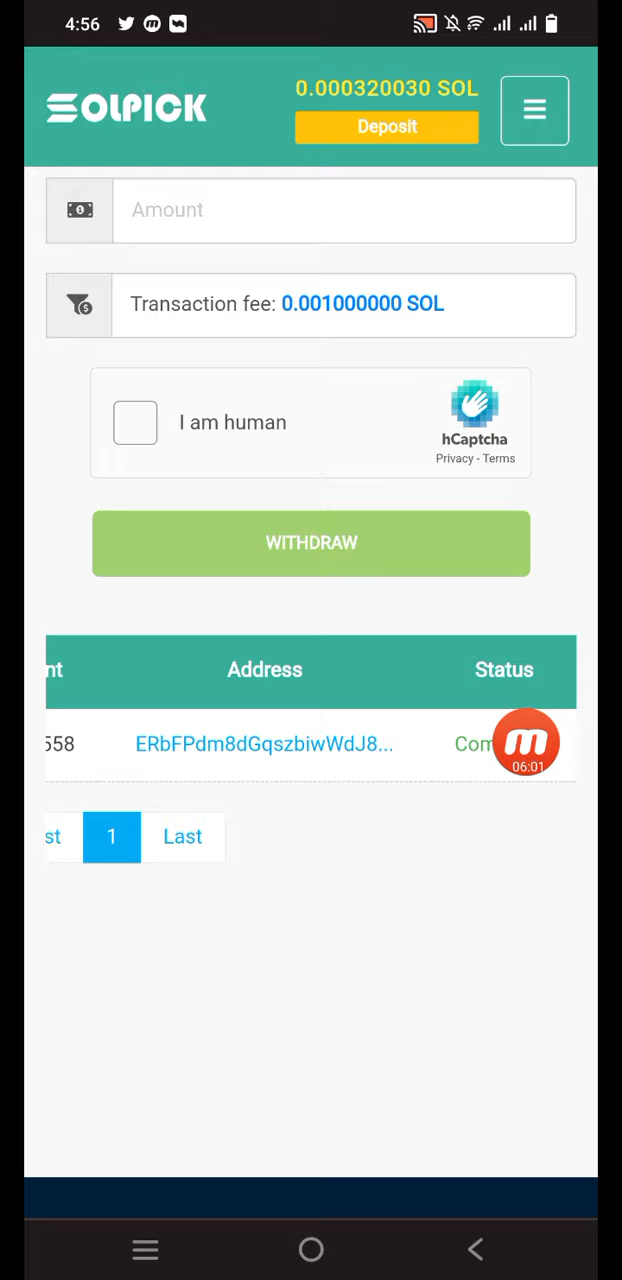 4:56
SOLPICK
0.000320030 SOL
Deposit
Amount
Transaction fee: 0.001000000 SOL
I am human
hCaptcha
Privacy - Terms
WITHDRAW
nt Address Status
558 ERbFPdm8dGqszbiwWdJ8... Com
06:01
st 1 Last